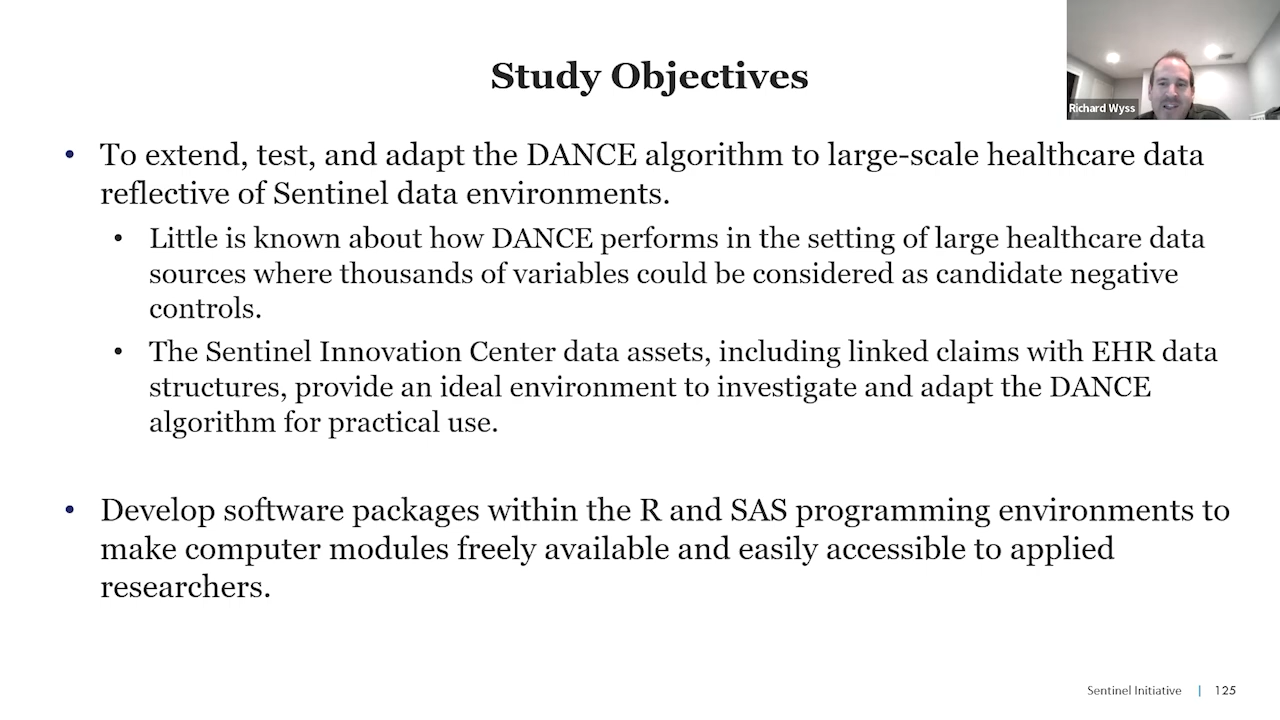 Study Objectives
Richard Wyss
• To extend, test, and adapt the DANCE algorithm to large-scale healthcare data
reflective of Sentinel data environments.
• Little is known about how DANCE performs in the setting of large healthcare data
sources where thousands of variables could be considered as candidate negative
controls.
• The Sentinel Innovation Center data assets, including linked claims with EHR data
structures, provide an ideal environment to investigate and adapt the DANCE
algorithm for practical use.
• Develop software packages within the R and SAS programming environments to
make computer modules freely available and easily accessible to applied
researchers.
Sentinel Initiative | 125